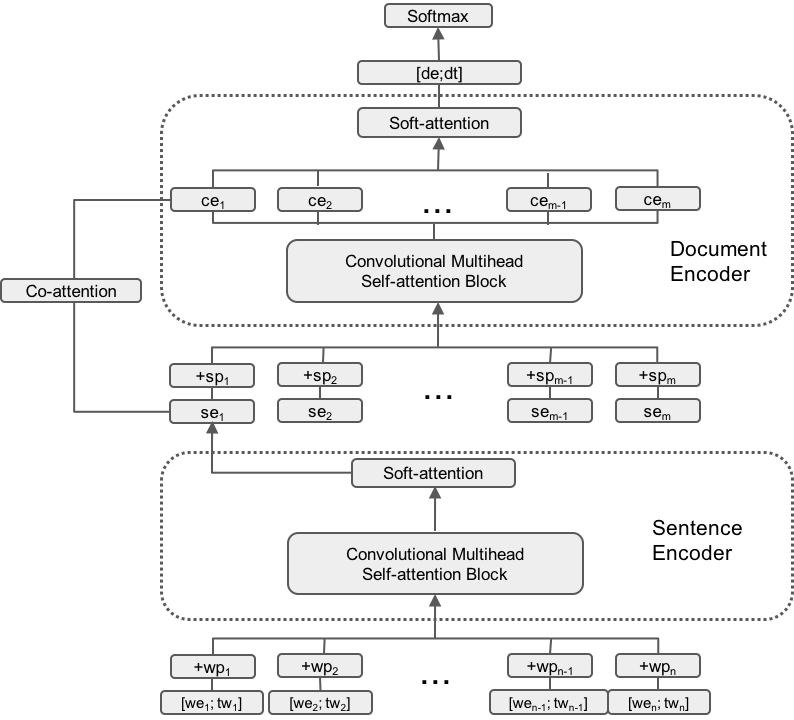 Softmax
[de;dt]
Soft-attention
ce₁ ce₂ ... ceₘ₋₁ ceₘ
Document
Encoder
Convolutional Multihead
Self-attention Block
Co-attention
+sp₁ +sp₂ ... +spₘ₋₁ +spₘ
se₁ se₂ seₘ₋₁ seₘ
Soft-attention
Sentence
Encoder
Convolutional Multihead
Self-attention Block
+wp₁ +wp₂ ... +wpₙ₋₁ +wpₙ
[we₁; tw₁] [we₂; tw₂] [weₙ₋₁; twₙ₋₁] [weₙ; twₙ]